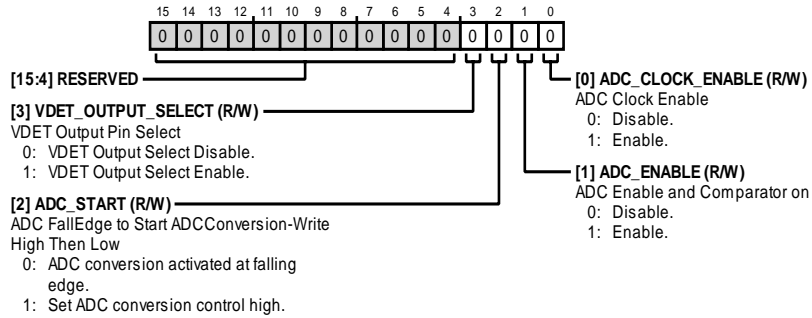 15 14 13 12 11 10 9 8 7 6 5 4 3 2 1 0
0 0 0 0 0 0 0 0 0 0 0 0 0 0 0 0
[15:4] RESERVED
[3] VDET_OUTPUT_SELECT (R/W)
VDET Output Pin Select
0: VDET Output Select Disable.
1: VDET Output Select Enable.
[2] ADC_START (R/W)
ADC FallEdge to Start ADCConversion-Write
High Then Low
0: ADC conversion activated at falling
edge.
1: Set ADC conversion control high.
[0] ADC_CLOCK_ENABLE (R/W)
ADC Clock Enable
0: Disable.
1: Enable.
[1] ADC_ENABLE (R/W)
ADC Enable and Comparator on
0: Disable.
1: Enable.